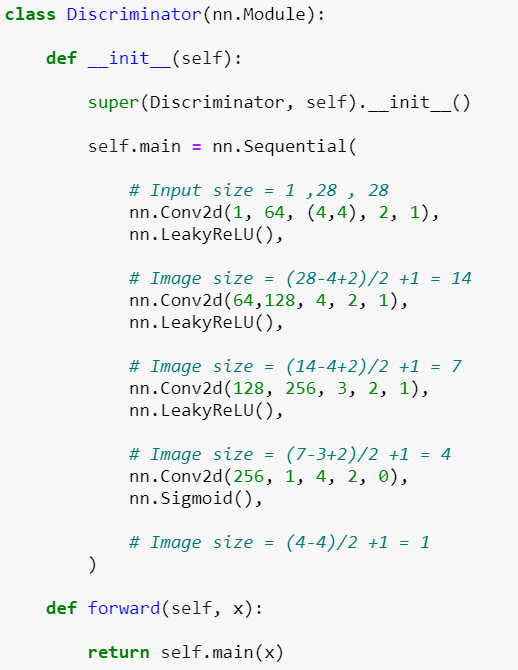 class Discriminator(nn.Module):
def __init__(self):
super(Discriminator, self).__init__()
self.main = nn.Sequential(
# Input size = 1 ,28 , 28
nn.Conv2d(1, 64, (4,4), 2, 1),
nn.LeakyReLU(),
# Image size = (28-4+2)/2 +1 = 14
nn.Conv2d(64,128, 4, 2, 1),
nn.LeakyReLU(),
# Image size = (14-4+2)/2 +1 = 7
nn.Conv2d(128, 256, 3, 2, 1),
nn.LeakyReLU(),
# Image size = (7-3+2)/2 +1 = 4
nn.Conv2d(256, 1, 4, 2, 0),
nn.Sigmoid(),
# Image size = (4-4)/2 +1 = 1
)
def forward(self, x):
return self.main(x)